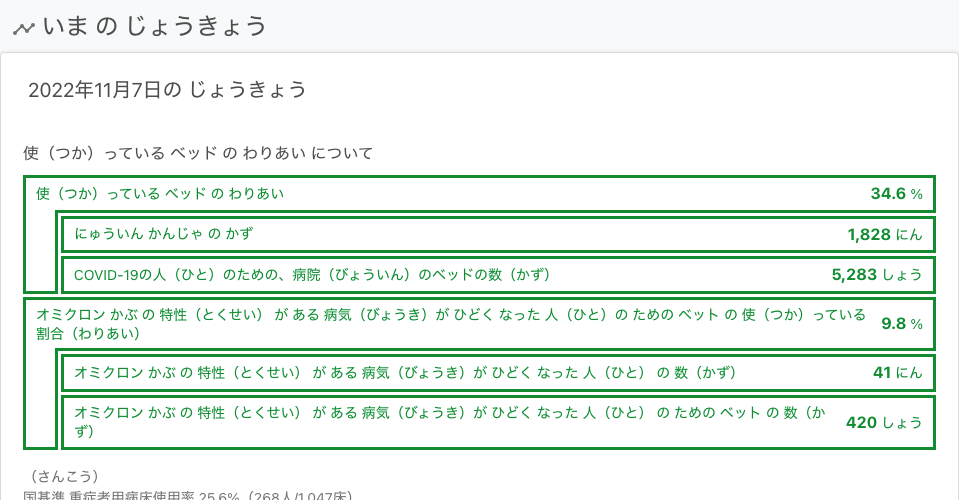 いま の じょうきょう
2022年11月7日の じょうきょう
使（つか）っている ベッド の わりあい について
使（つか）っている ベッド の わりあい 34.6 %
にゅういん かんじゃ の かず 1,828 にん
COVID-19の人（ひと）のための、病院（びょういん）のベッドの数（かず） 5,283 しょう
オミクロン かぶ の 特性（とくせい） が ある 病気（びょうき）が ひどく なった 人（ひと）の ための ベット の 使（つか）っている
割合（わりあい） 9.8 %
オミクロン かぶ の 特性（とくせい） が ある 病気（びょうき）が ひどく なった 人（ひと） の 数（かず） 41 にん
オミクロン かぶ の 特性（とくせい） が ある 病気（びょうき）が ひどく なった 人（ひと） の ための ベット の 数（か
ず） 420 しょう
（さんこう）
国基準 重症者用病床使用率 25.6%（268人/1,047床）